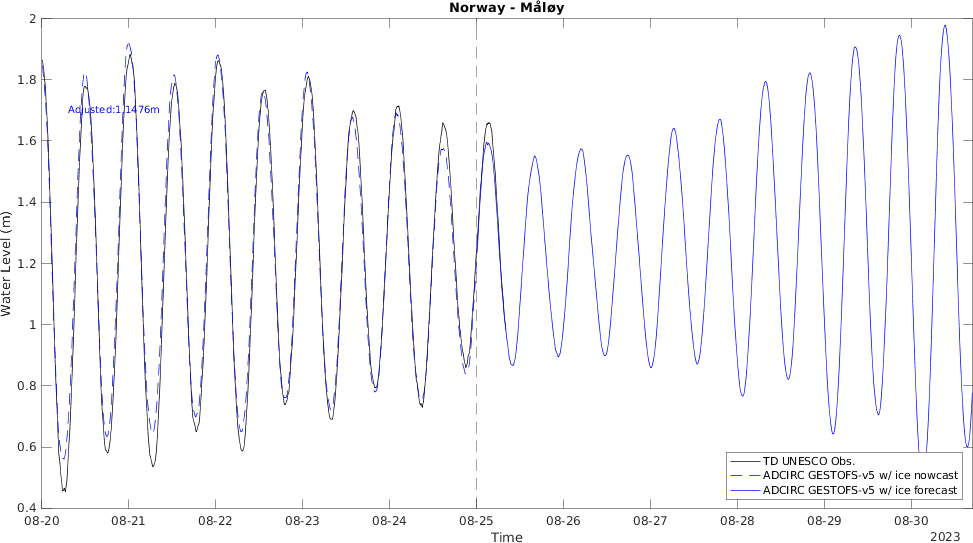 Norway - Måløy
2
1.8
1.6
1.4
1.2
1
0.8
0.6
0.4
Water Level (m)
Adjusted:1.1476m
TD UNESCO Obs.
ADCIRC GESTOFS-v5 w/ ice nowcast
ADCIRC GESTOFS-v5 w/ ice forecast
08-20 08-21 08-22 08-23 08-24 08-25 08-26 08-27 08-28 08-29 08-30
Time
2023